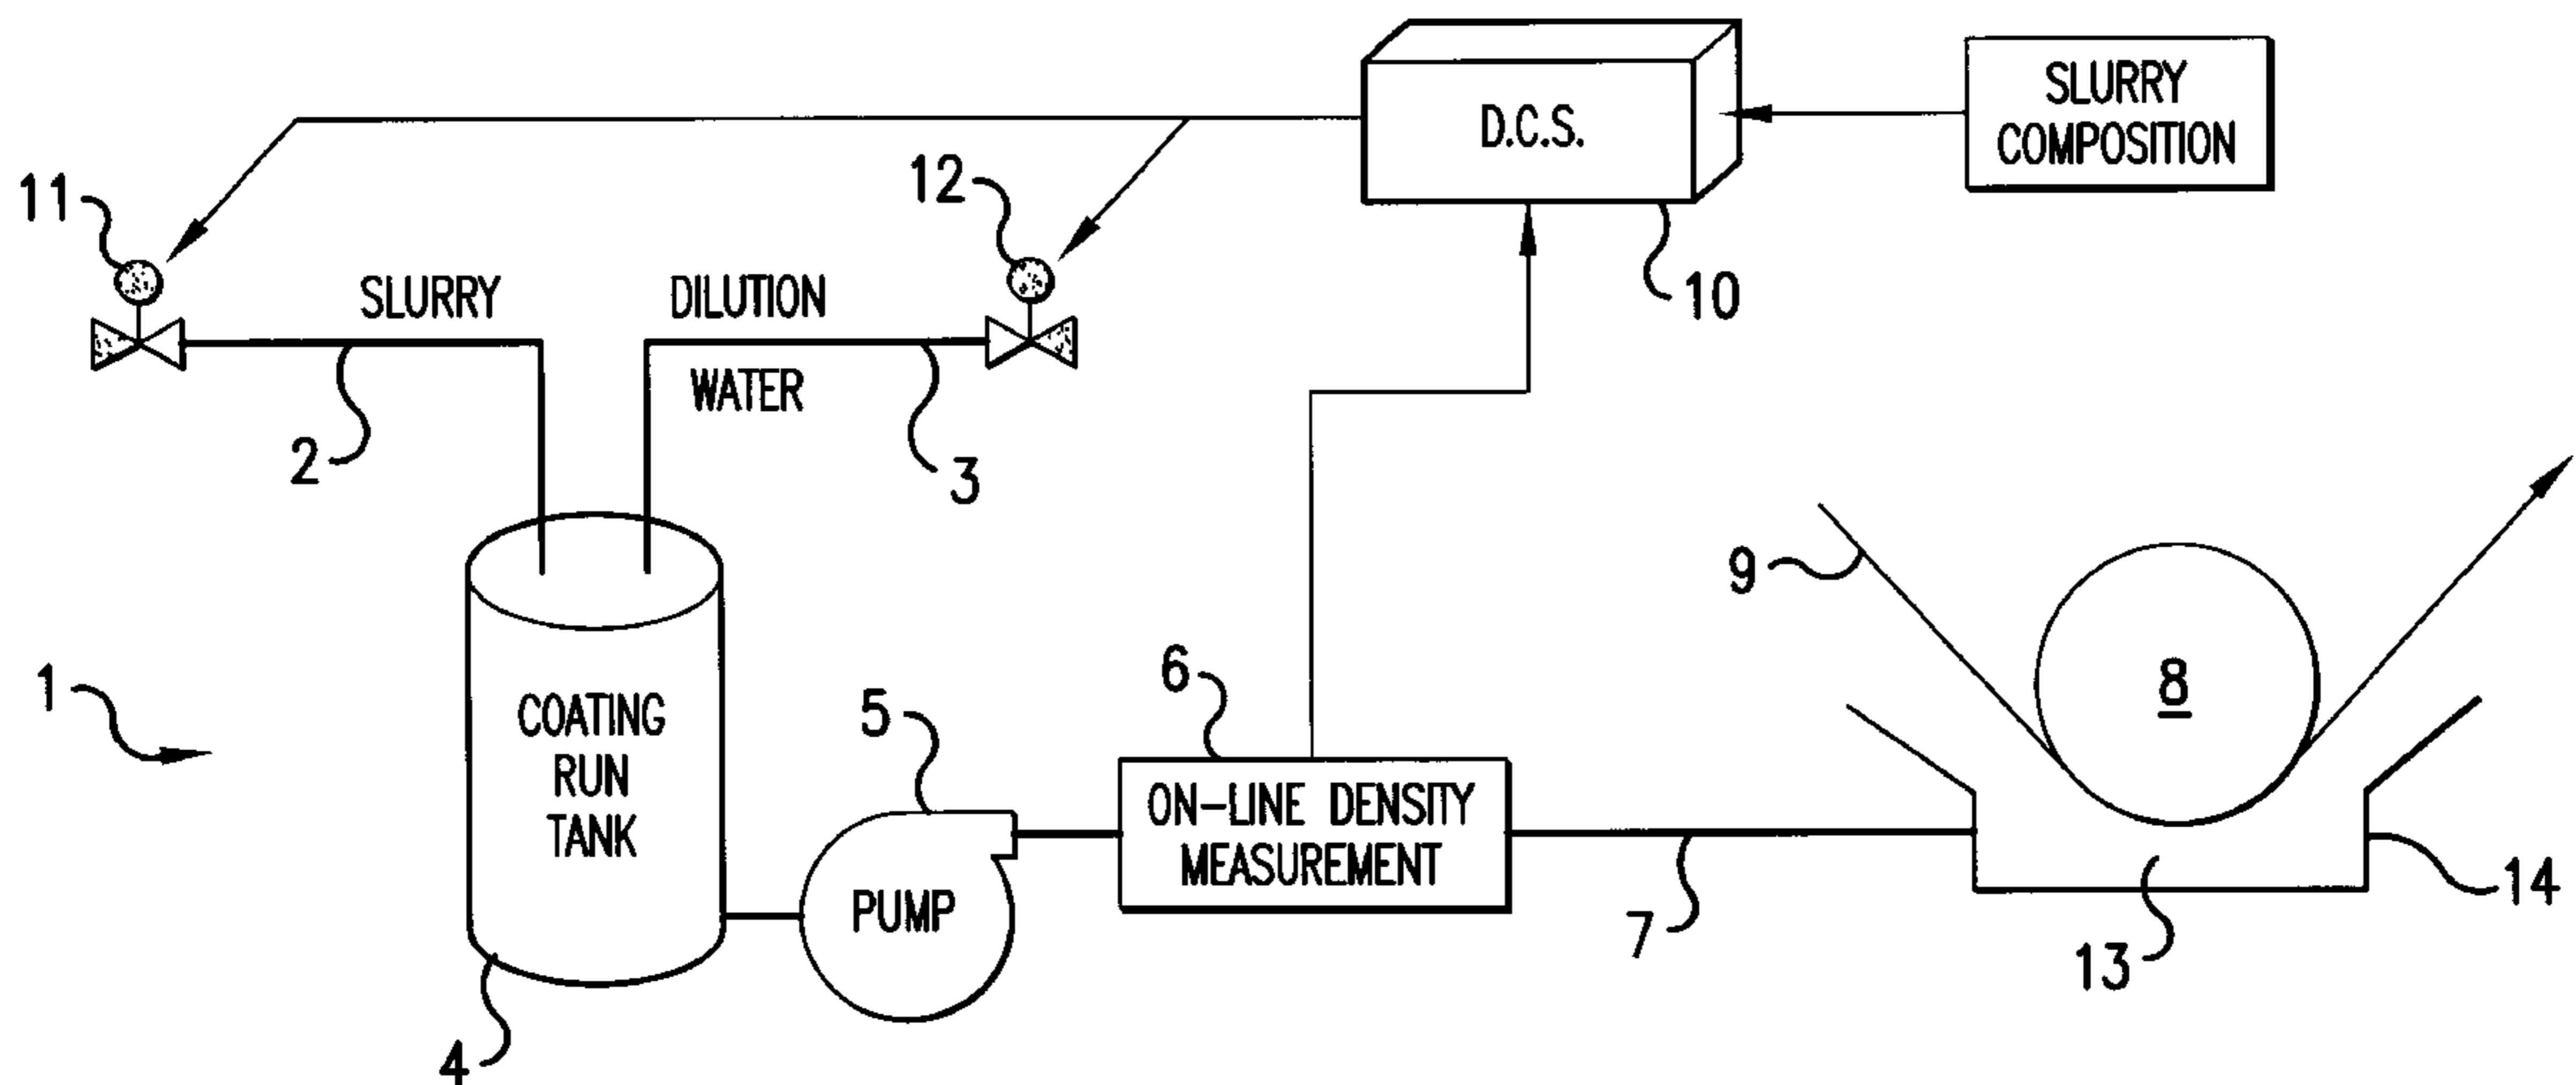 SLURRY
COMPOSITION
D.C.S.
11
12
10
SLURRY
DILUTION
WATER
2
3
9
8
1
COATING
RUN
TANK
5
6
PUMP
ON-LINE DENSITY
MEASUREMENT
7
13
14
4